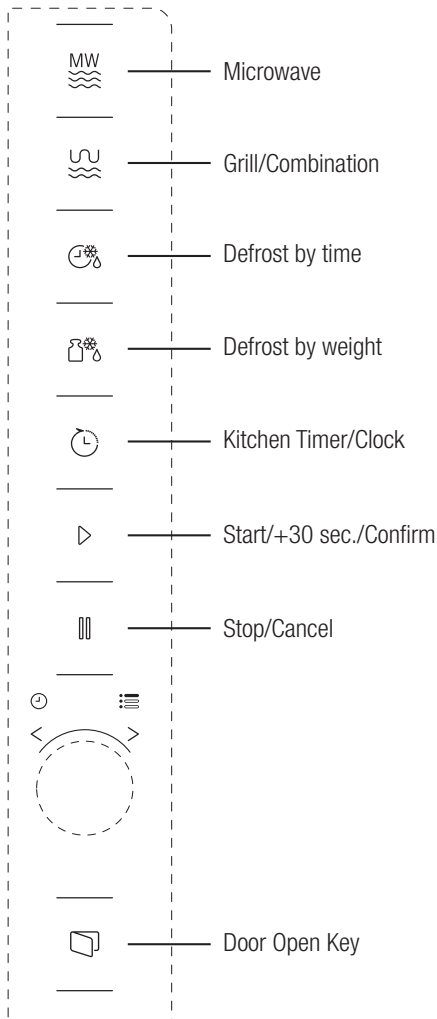 MW
Microwave
Grill/Combination
Defrost by time
Defrost by weight
Kitchen Timer/Clock
Start/+30 sec./Confirm
Stop/Cancel
Door Open Key